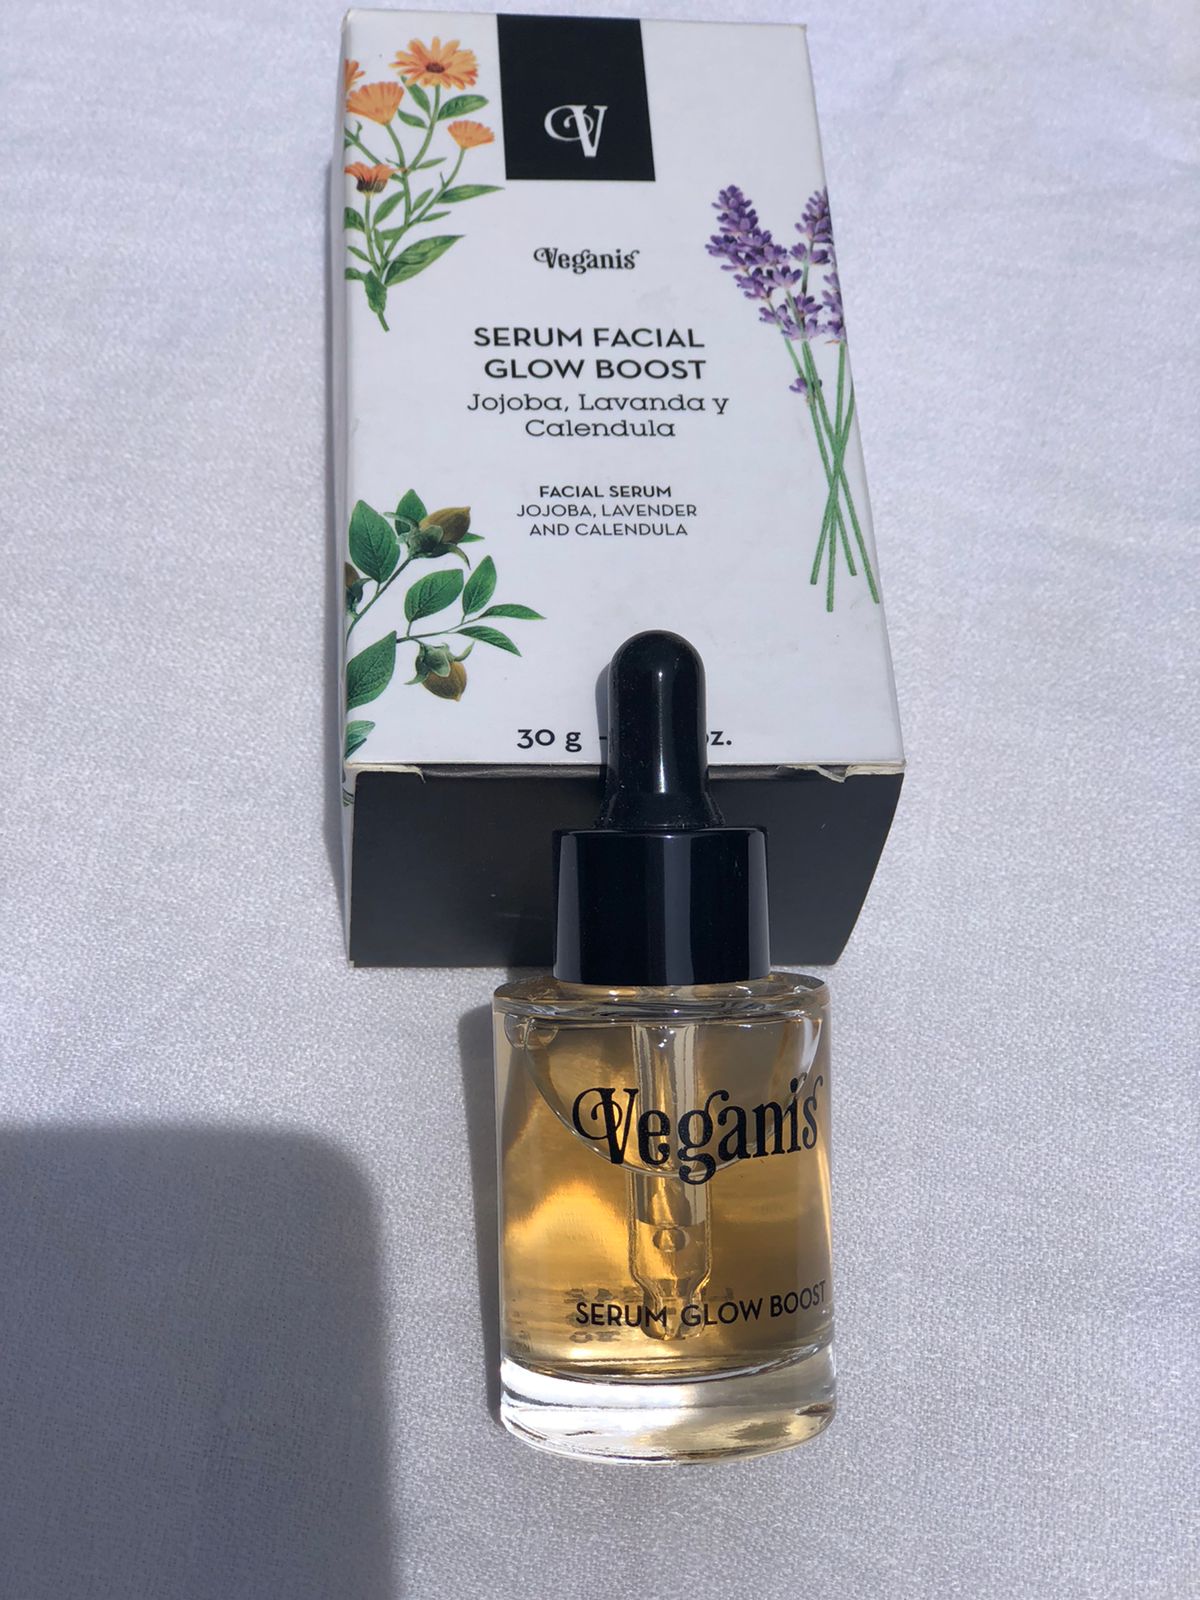 V
Veganis
SERUM FACIAL
GLOW BOOST
Jojoba, Lavanda y
Calendula
FACIAL SERUM
JOJOBA, LAVENDER
AND CALENDULA
30 g - oz.
Veganis
SERUM GLOW BOOST